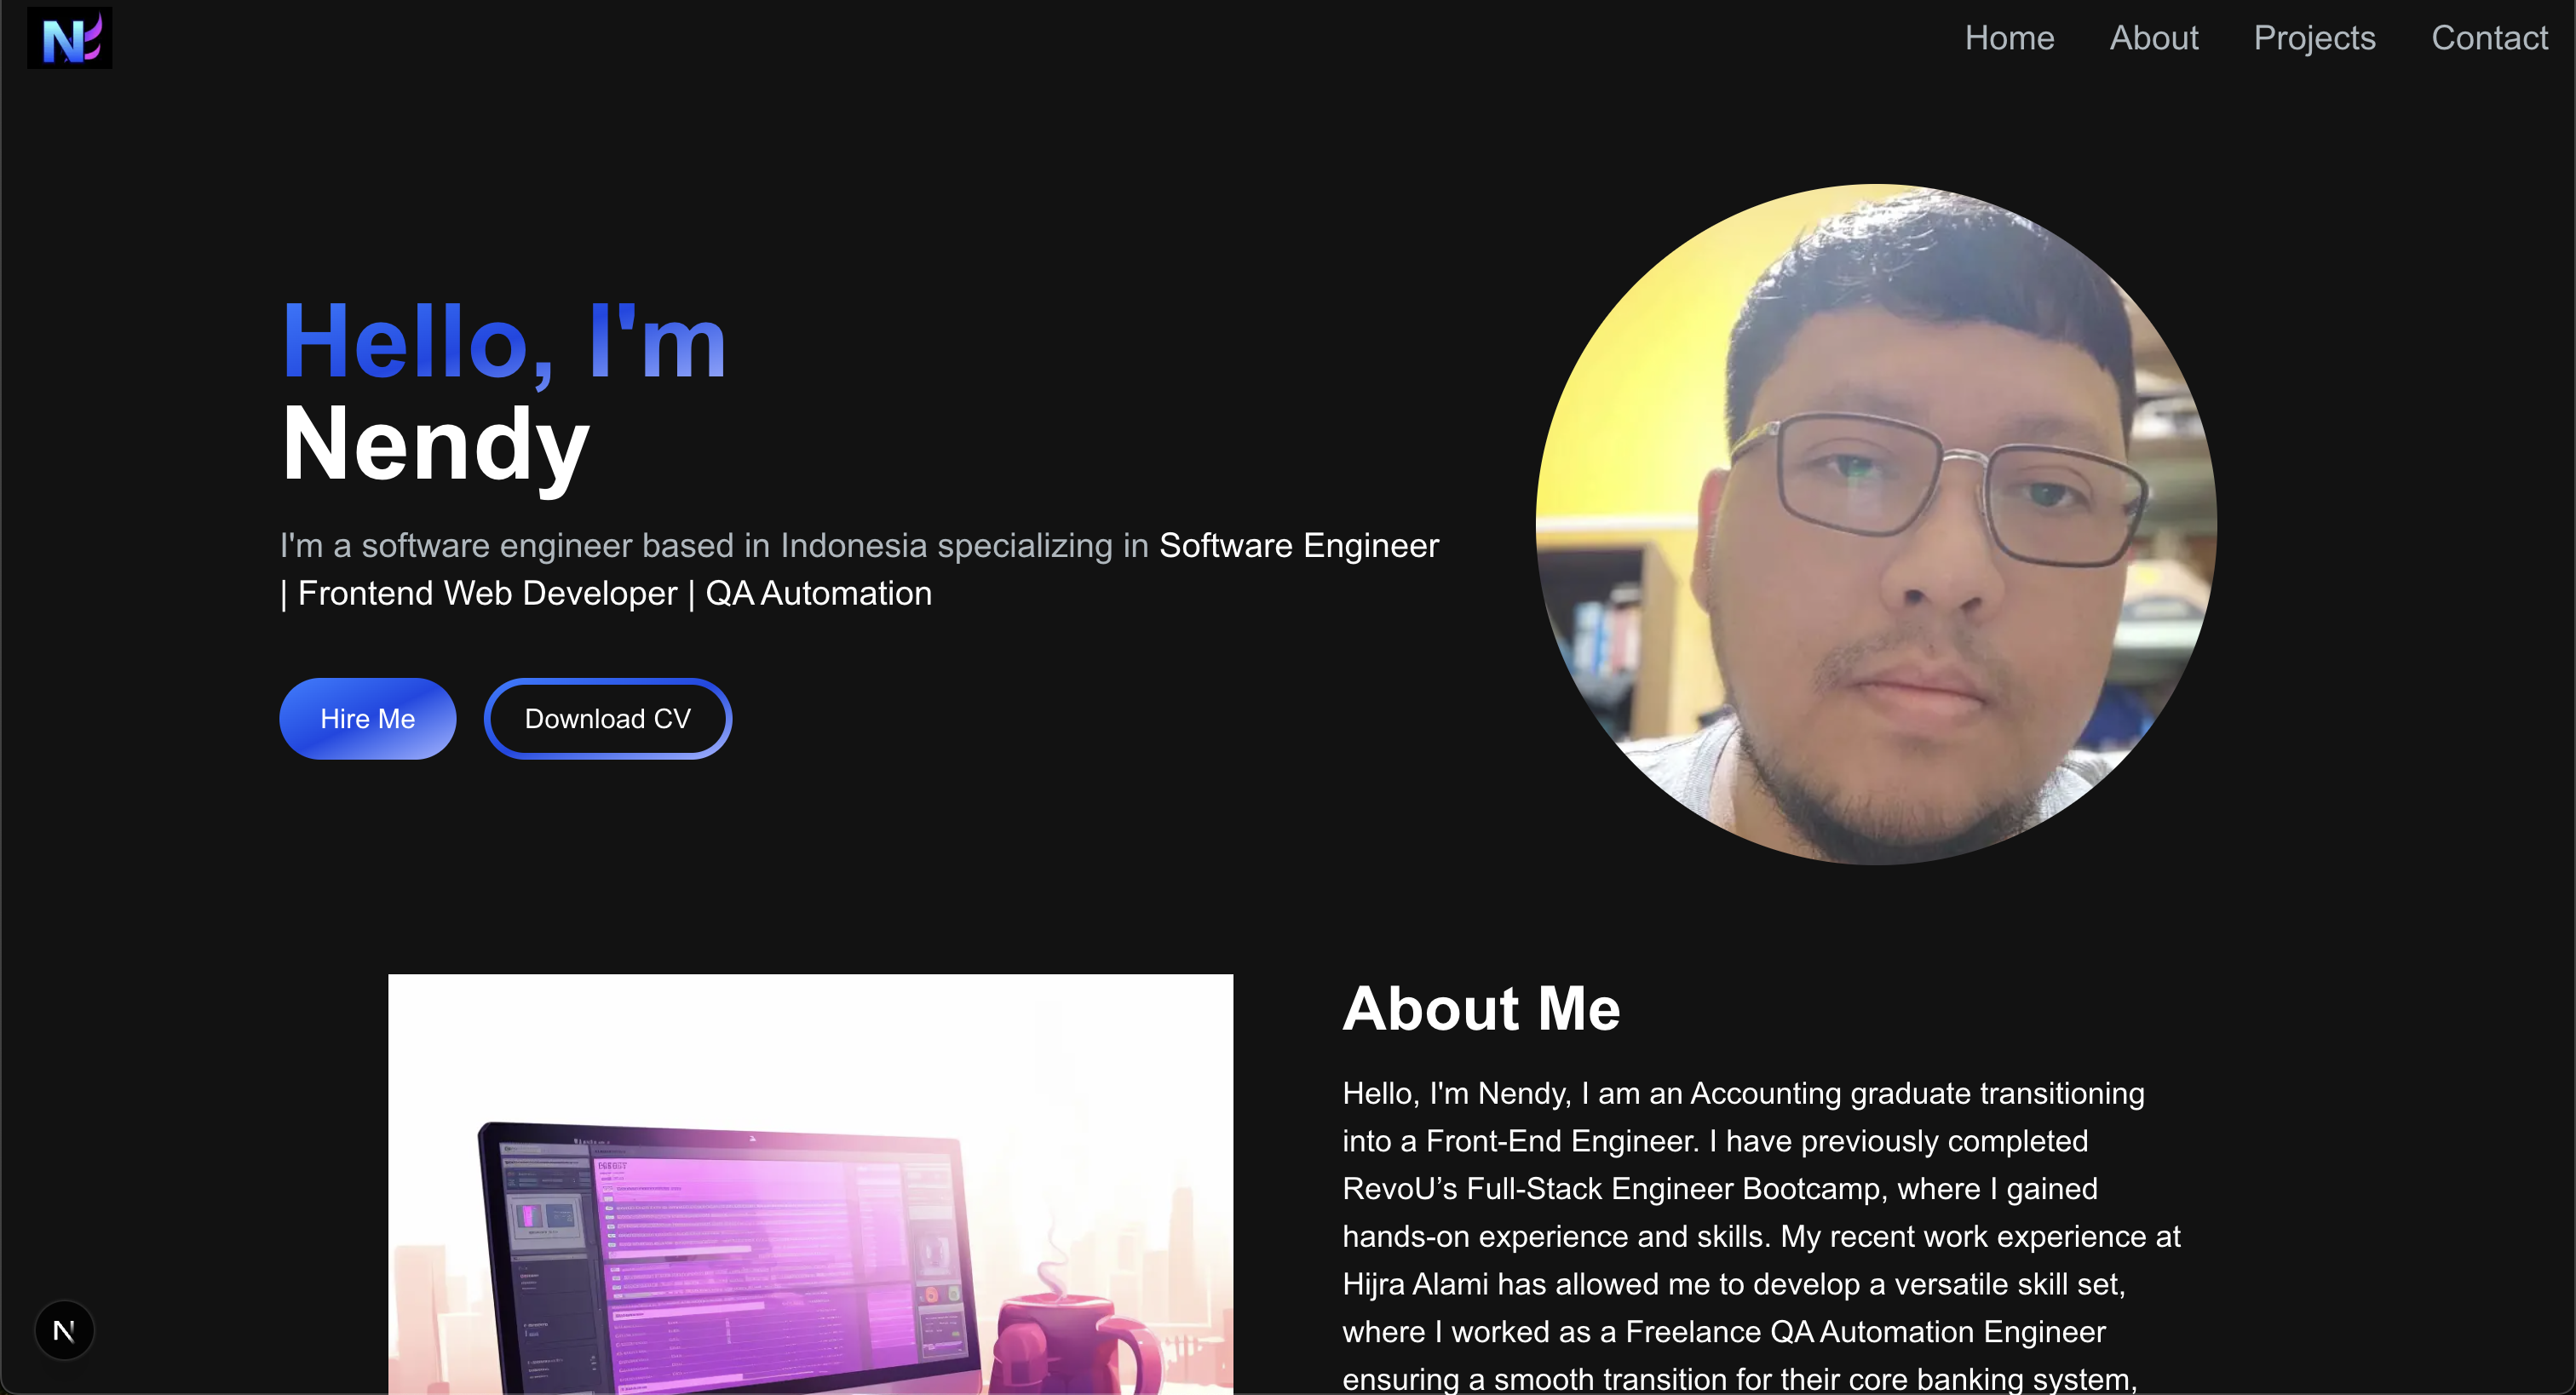 N
Home About Projects Contact
Hello, I'm
Nendy
I'm a software engineer based in Indonesia specializing in Software Engineer
| Frontend Web Developer | QA Automation
Hire Me Download CV
About Me
Hello, I'm Nendy, I am an Accounting graduate transitioning
into a Front-End Engineer. I have previously completed
RevoU’s Full-Stack Engineer Bootcamp, where I gained
hands-on experience and skills. My recent work experience at
Hijra Alami has allowed me to develop a versatile skill set,
where I worked as a Freelance QA Automation Engineer
ensuring a smooth transition for their core banking system,
N